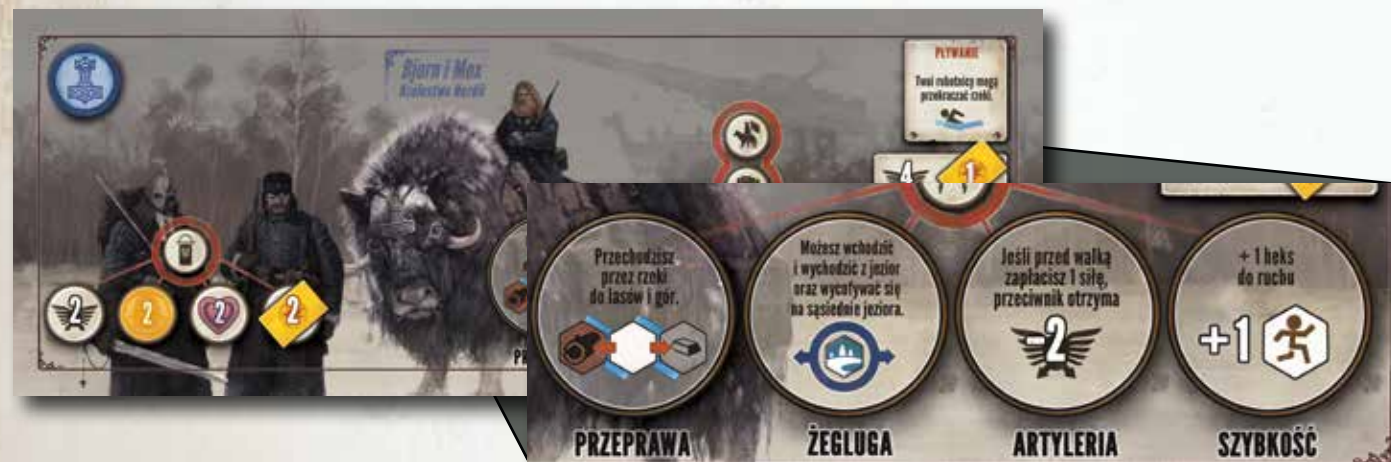 Bjorn i Mox
Królestwo Nordii
PŁYWANIE
Twoi robotnicy mogą
przekraczać rzeki.
4
1
2
2
2
2
Przechodzisz
przez rzeki
do lasów i gór.
PRZEPRAWA
Możesz wchodzić
i wychodzić z jezior
oraz wycofywać się
na sąsiednie jeziora.
ŻEGLUGA
Jeśli przed walką
zapłacisz 1 siłę,
przeciwnik otrzyma
-2
ARTYLERIA
+ 1 heks
do ruchu
+1
SZYBKOŚĆ